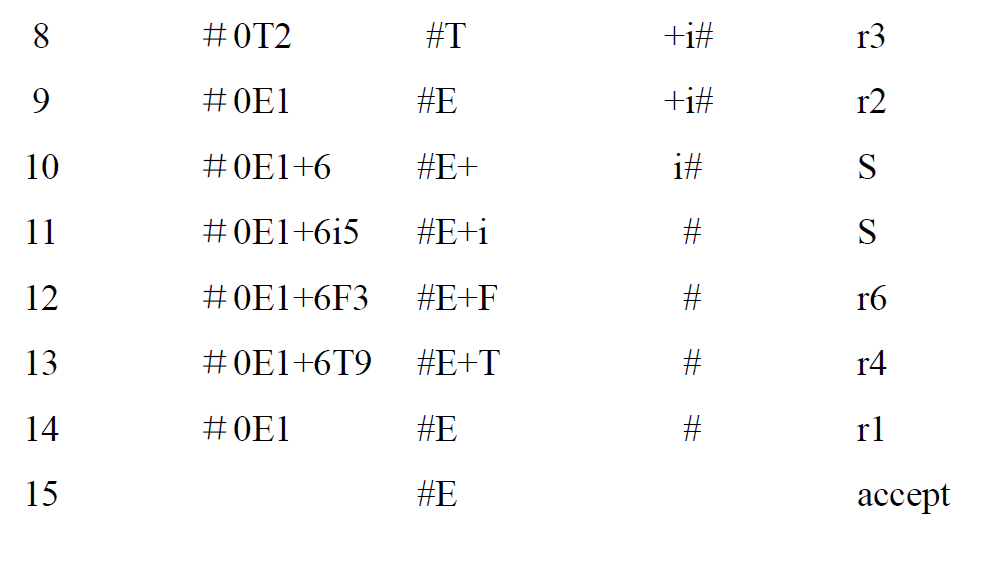 8 #0T2 #T +i# r3
9 #0E1 #E +i# r2
10 #0E1+6 #E+ i# S
11 #0E1+6i5 #E+i # S
12 #0E1+6F3 #E+F # r6
13 #0E1+6T9 #E+T # r4
14 #0E1 #E # r1
15 #E accept